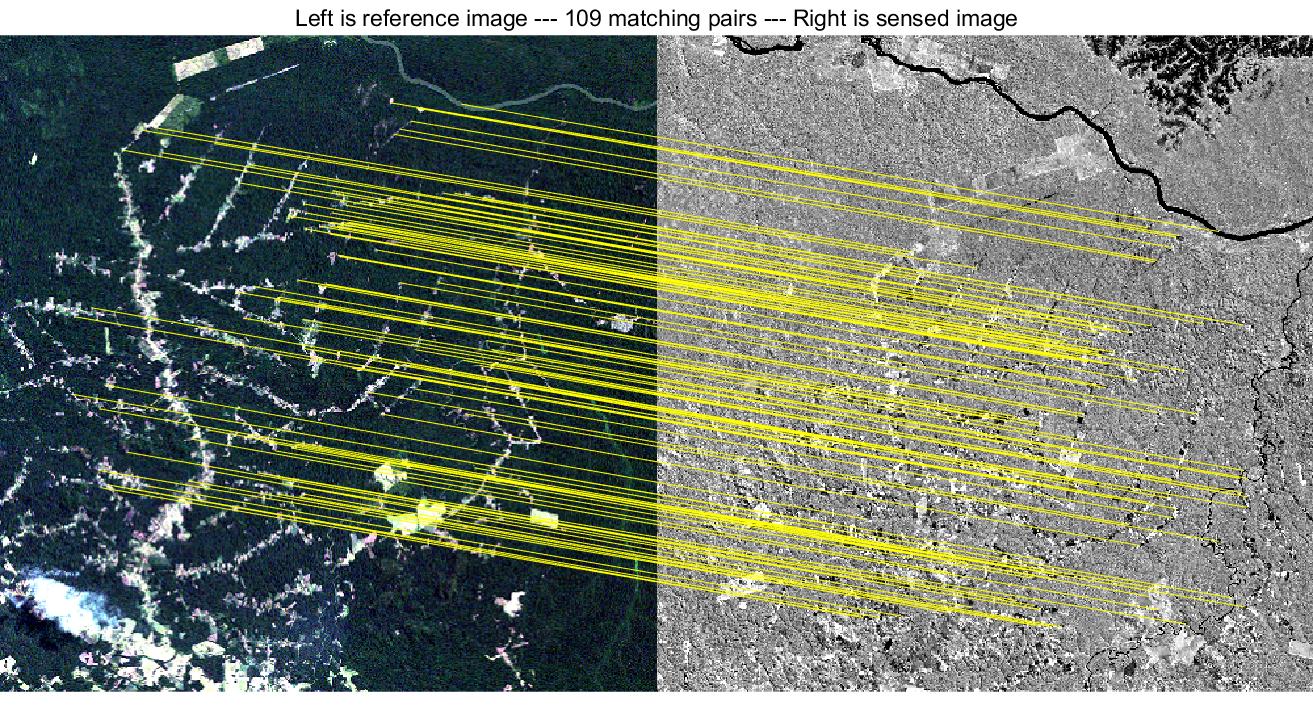 Left is reference image --- 109 matching pairs --- Right is sensed image